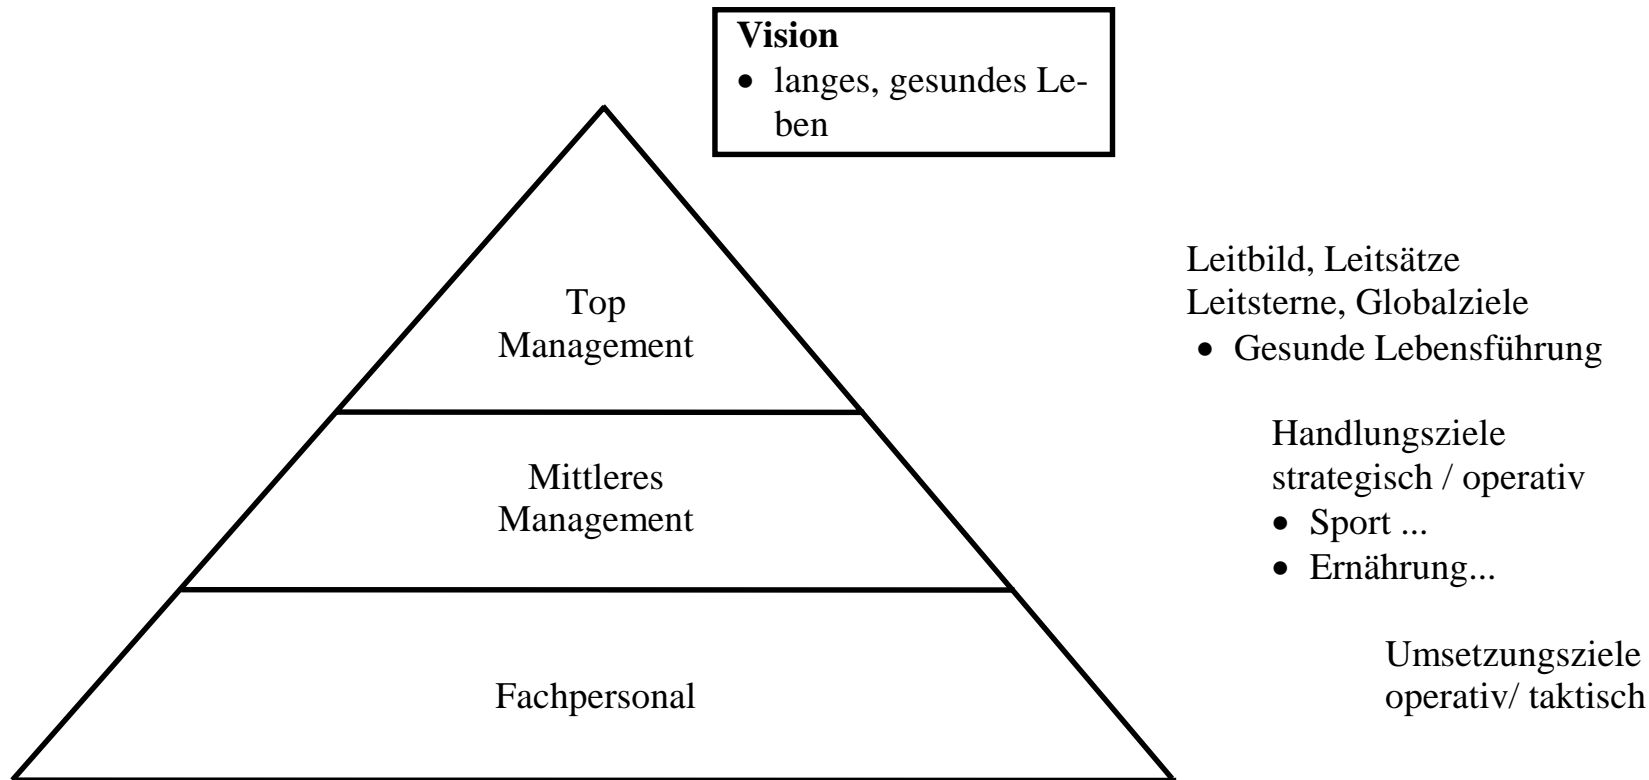 Vision
• langes, gesundes Le-
ben
Top
Management
Leitbild, Leitsätze
Leitsterne, Globalziele
• Gesunde Lebensführung
Mittleres
Management
Handlungsziele
strategisch / operativ
• Sport ...
• Ernährung...
Fachpersonal
Umsetzungsziele
operativ/ taktisch